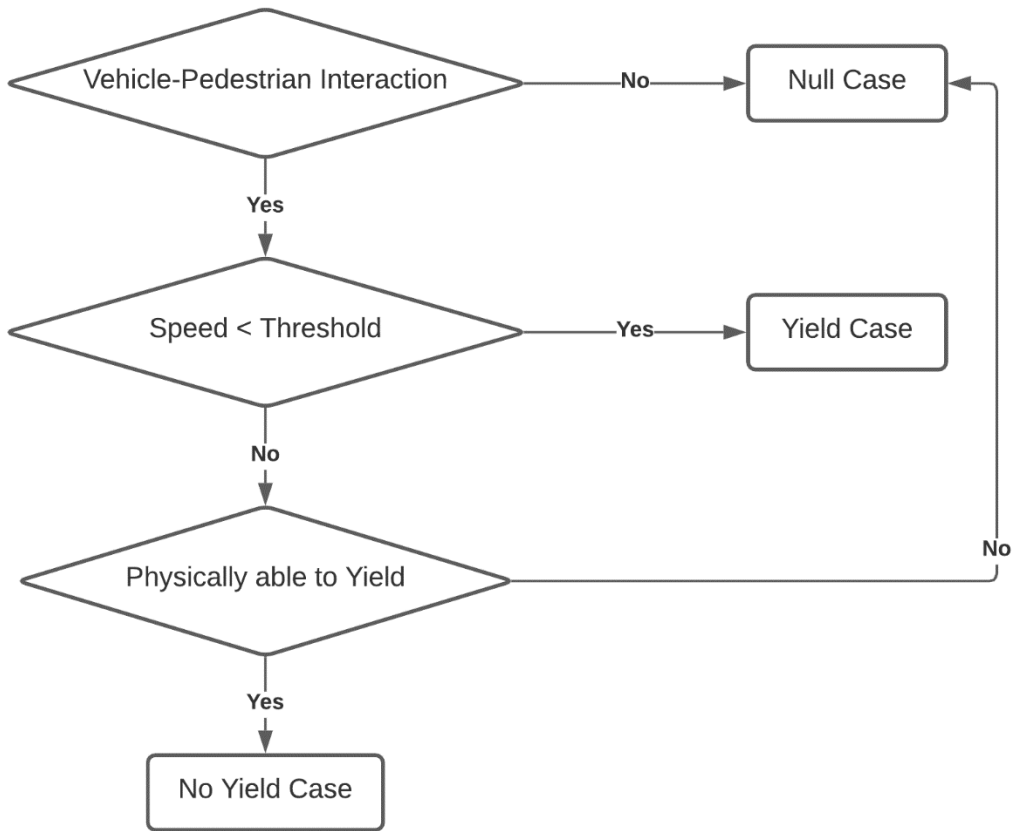 Vehicle-Pedestrian Interaction
No
Null Case
Yes
Speed < Threshold
Yes
Yield Case
No
Physically able to Yield
No
Yes
No Yield Case